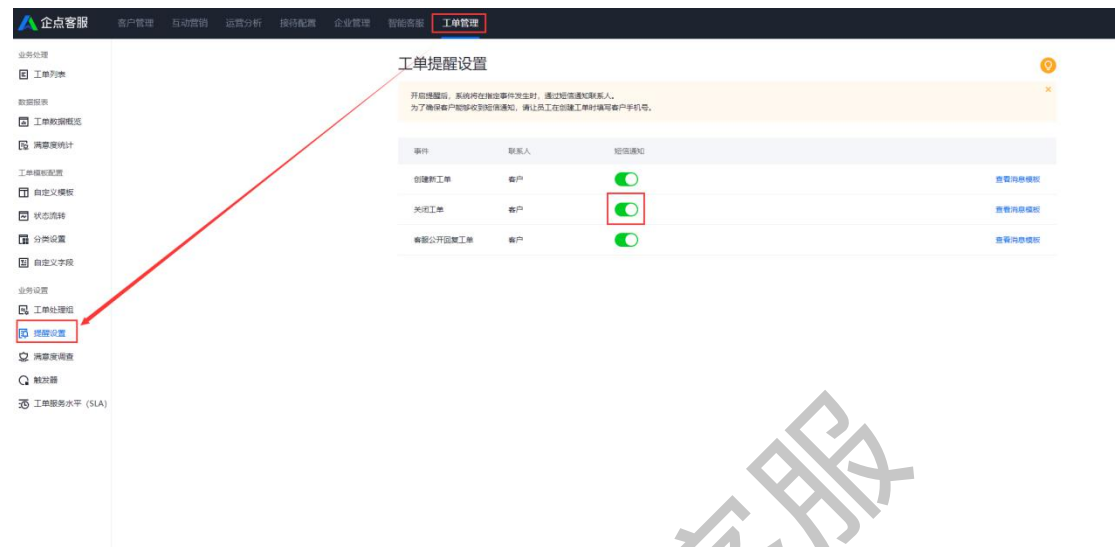 企点客服
客户管理 互动营销 运营分析 接待配置 企业管理 智能客服 工单管理
业务处理
工单列表
数据报表
工单数据概览
满意度统计
工单模板配置
自定义模板
状态流转
分类设置
自定义字段
业务设置
工单处理组
提醒设置
满意度调查
触发器
工单服务水平 (SLA)
工单提醒设置
开启提醒后，系统将在指定事件发生时，通过短信通知联系人。
为了确保客户能够收到短信通知，请让员工在创建工单时填写客户手机号。
事件 联系人 短信通知
创建新工单 客户 查看消息模板
关闭工单 客户 查看消息模板
客服公开回复工单 客户 查看消息模板
客服